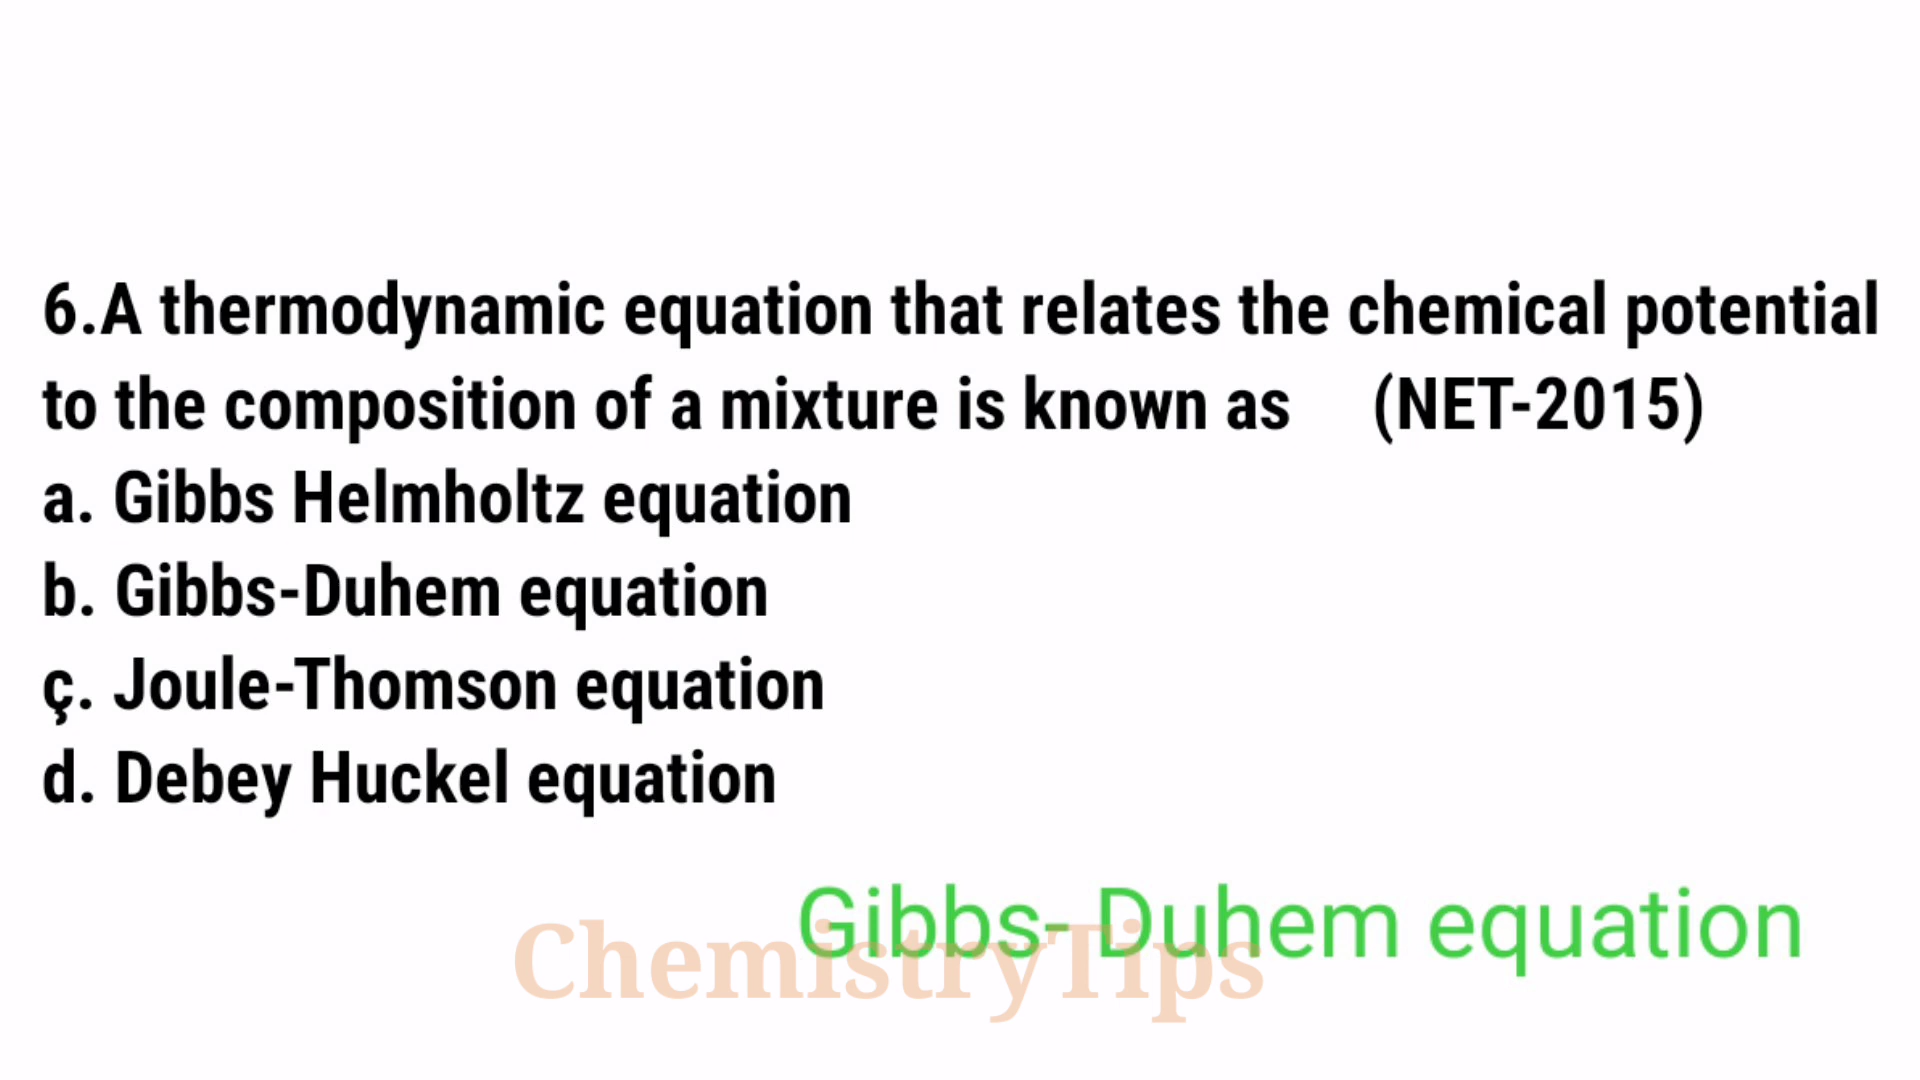 6.A thermodynamic equation that relates the chemical potential
to the composition of a mixture is known as (NET-2015)
a. Gibbs Helmholtz equation
b. Gibbs-Duhem equation
ç. Joule-Thomson equation
d. Debey Huckel equation
Gibbs- Duhem equation
ChemistryTips